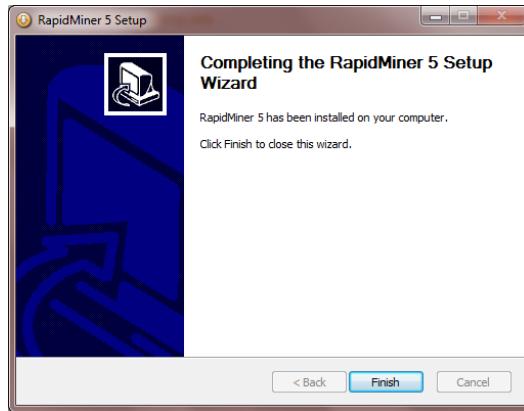 RapidMiner 5 Setup
Completing the RapidMiner 5 Setup
Wizard
RapidMiner 5 has been installed on your computer.
Click Finish to close this wizard.
< Back
Finish
Cancel